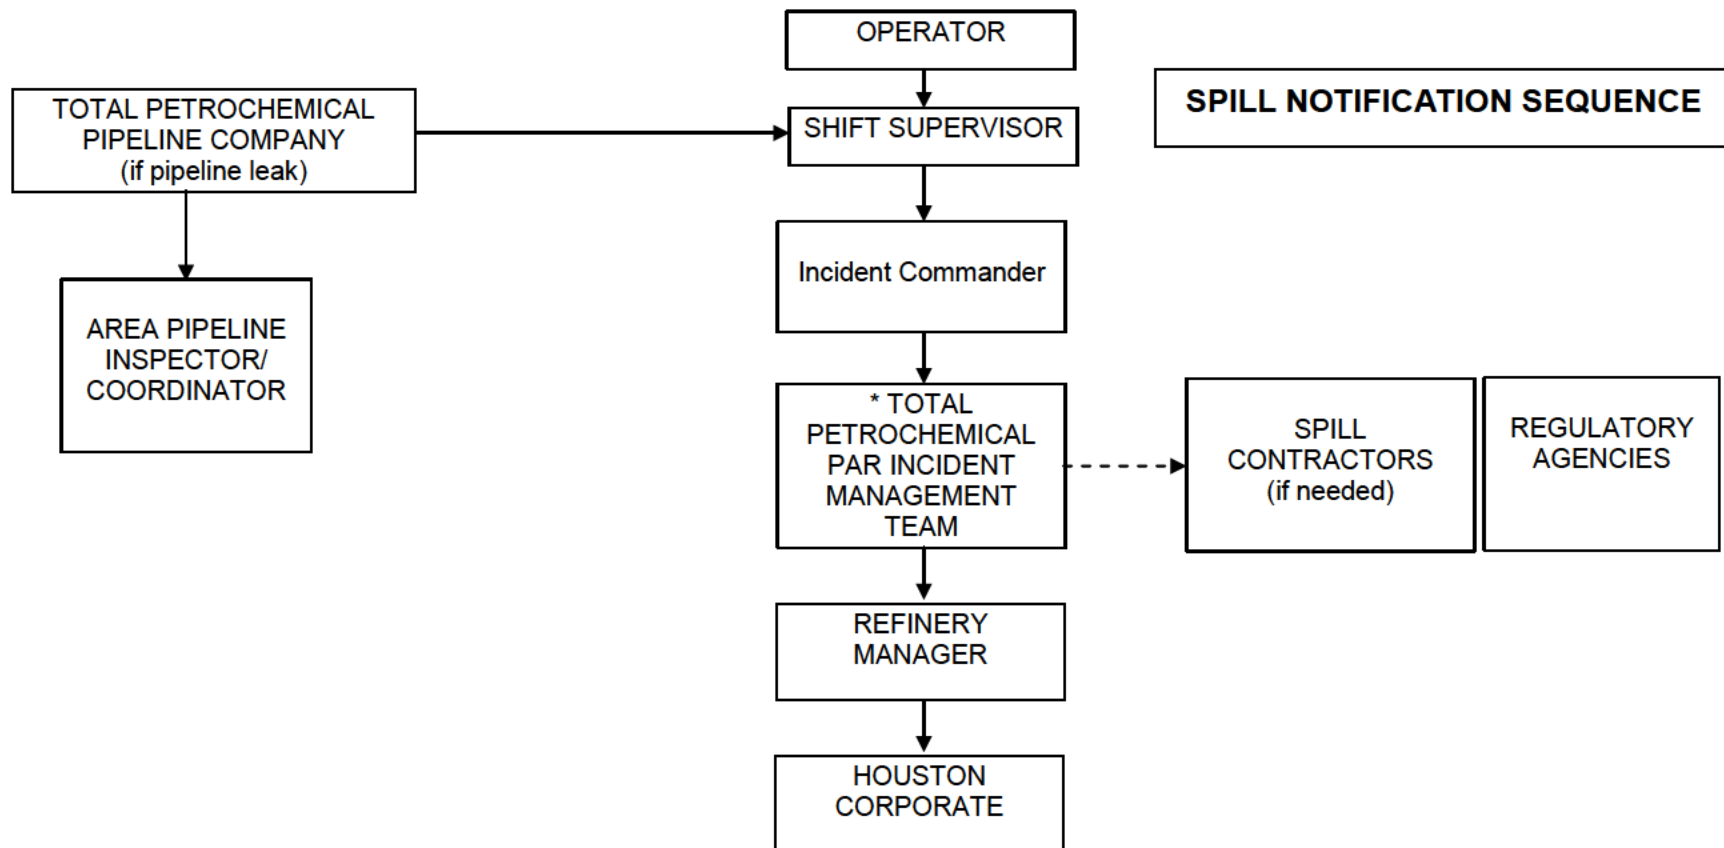 OPERATOR
SPILL NOTIFICATION SEQUENCE
TOTAL PETROCHEMICAL
PIPELINE COMPANY
(if pipeline leak)
SHIFT SUPERVISOR
Incident Commander
AREA PIPELINE
INSPECTOR/
COORDINATOR
* TOTAL
PETROCHEMICAL
PAR INCIDENT
MANAGEMENT
TEAM
SPILL
CONTRACTORS
(if needed)
REGULATORY
AGENCIES
REFINERY
MANAGER
HOUSTON
CORPORATE